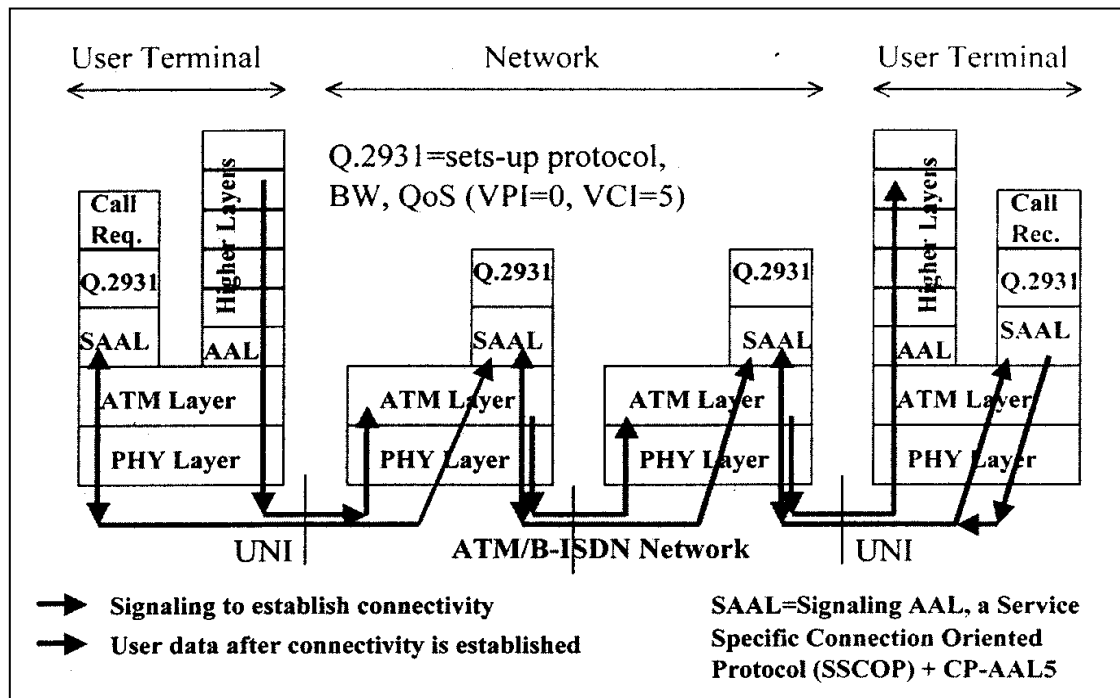 User Terminal
Network
User Terminal
Q.2931=sets-up protocol,
BW, QoS (VPI=0, VCI=5)
Call
Req.
Q.2931
SAAL
Higher Layers
AAL
ATM Layer
PHY Layer
Q.2931
SAAL
ATM Layer
PHY Layer
Q.2931
SAAL
ATM Layer
PHY Layer
Higher Layers
AAL
Call
Rec.
Q.2931
SAAL
ATM Layer
PHY Layer
UNI
ATM/B-ISDN Network
UNI
Signaling to establish connectivity
User data after connectivity is established
SAAL=Signaling AAL, a Service
Specific Connection Oriented
Protocol (SSCOP) + CP-AAL5